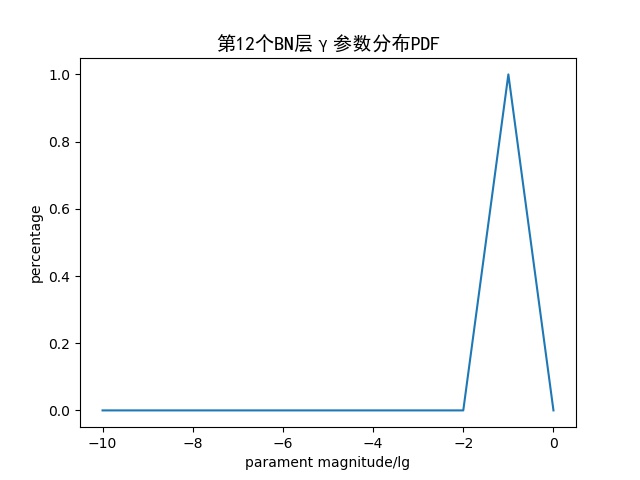 第12个BN层γ参数分布PDF
1.0
0.8
0.6
0.4
0.2
0.0
percentage
−10 −8 −6 −4 −2 0
parament magnitude/lg